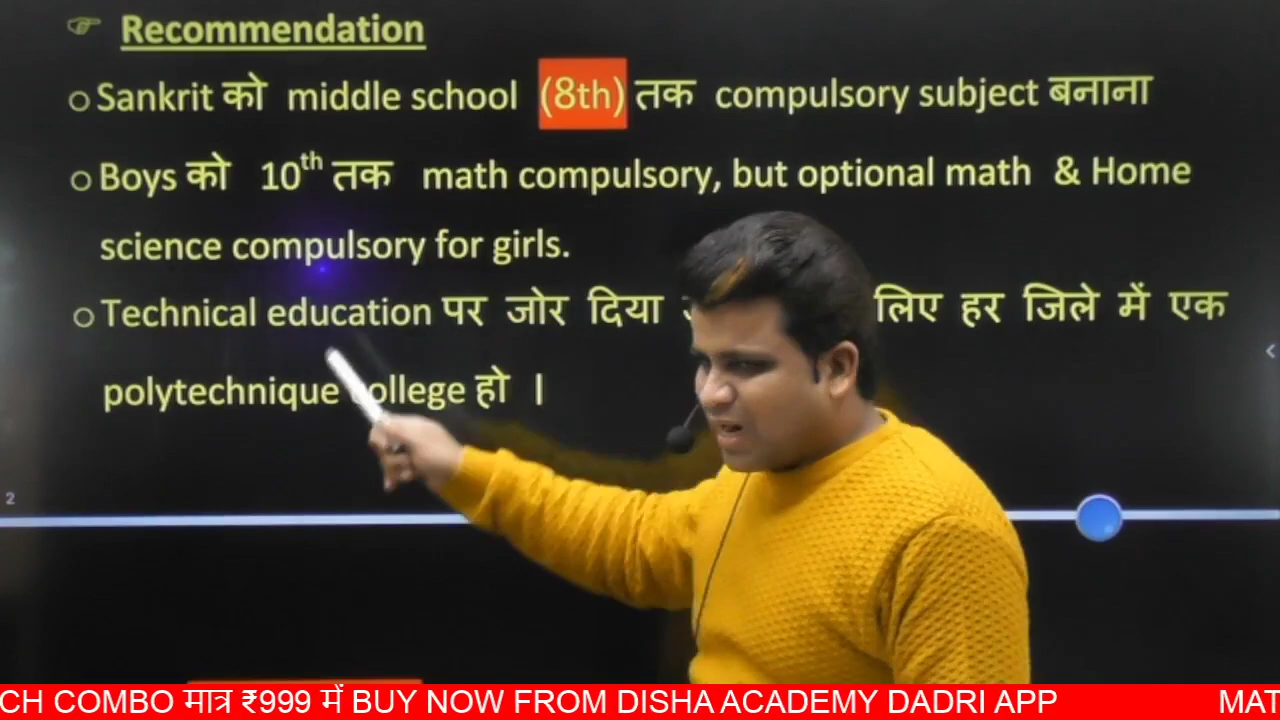 ☞ Recommendation
o Sankrit को middle school (8th) तक compulsory subject बनाना
o Boys को 10th तक math compulsory, but optional math & Home
science compulsory for girls.
o Technical education पर जोर दिया लिए हर जिले में एक
polytechnique college हो |
2
CH COMBO मात्र ₹999 में BUY NOW FROM DISHA ACADEMY DADRI APP MAT